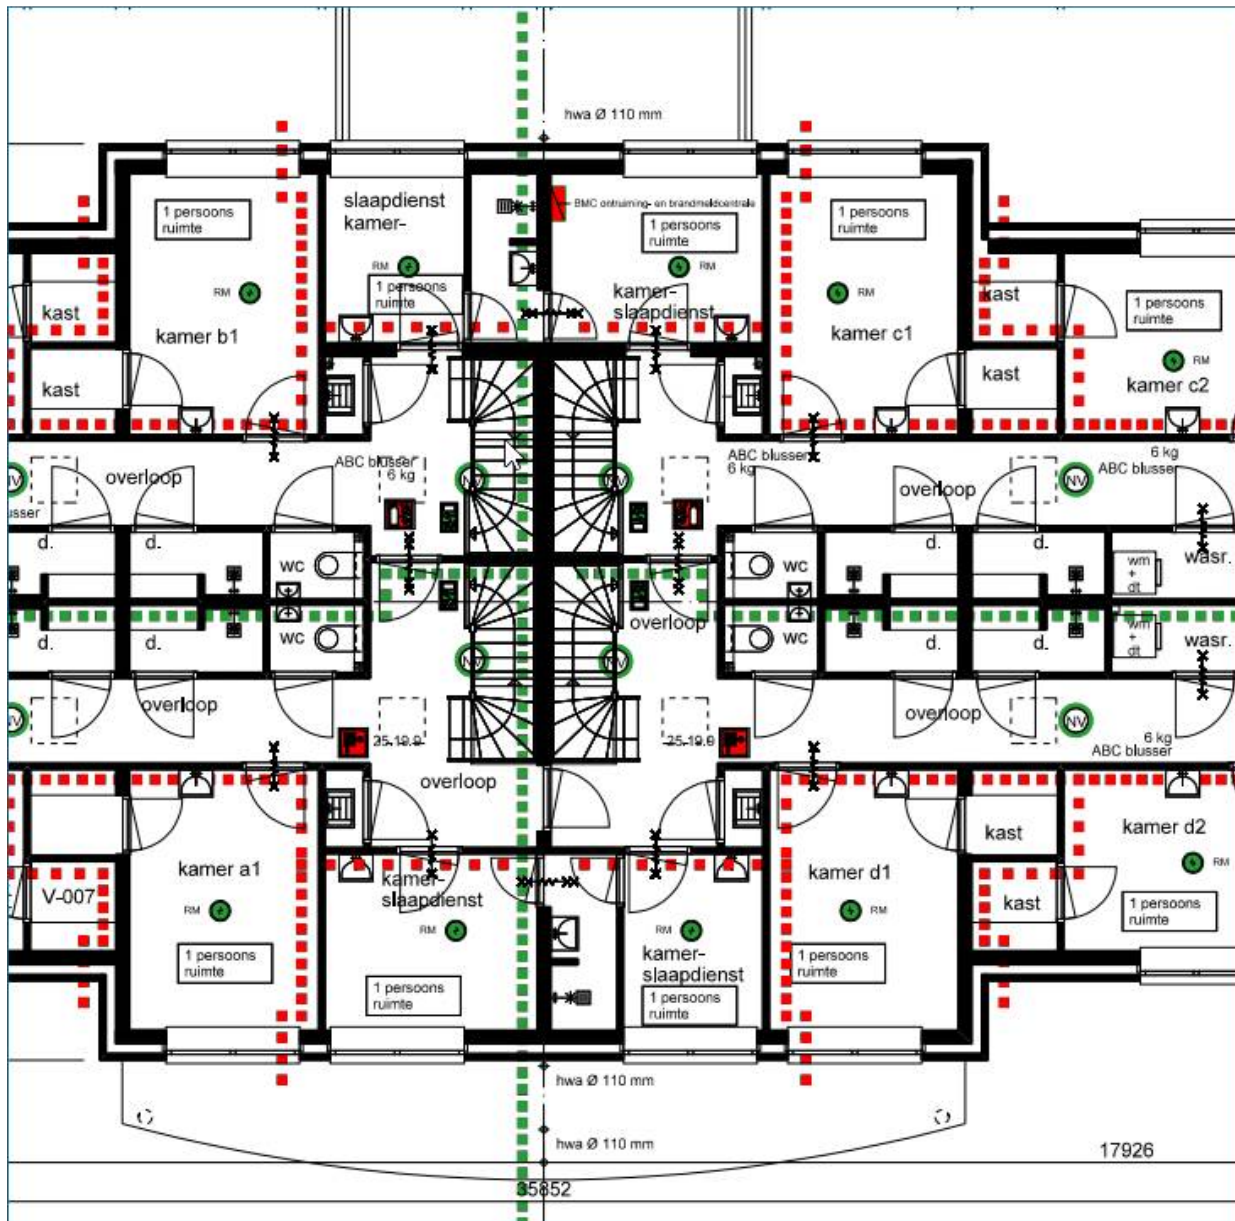 hwa Ø 110 mm
1 persoons
ruimte
slaapdienst
kamer-
BMC ontruiming- en brandmeldcentrale
1 persoons
ruimte
1 persoons
ruimte
RM
RM
1 persoons
ruimte
RM
RM
kast
kamer b1
kamer-
slaapdienst
kamer c1
kast
1 persoons
ruimte
RM
kast
kast
kamer c2
ABC blusser
6 kg
ABC blusser
6 kg
6 kg
ABC blusser
overloop
NV
NV
overloop
NV
NV
d.
d.
wc
wc
d.
d.
wm
+
dt
wasr.
overloop
d.
d.
wc
wc
d.
d.
wm
+
dt
wasr.
NV
NV
overloop
overloop
NV
NV
25.19.9
25.19.9
6 kg
ABC blusser
overloop
kamer a1
kamer-
slaapdienst
kamer d1
kast
kamer d2
RM
V-007
kast
1 persoons
ruimte
RM
RM
RM
RM
1 persoons
ruimte
kamer-
slaapdienst
1 persoons
ruimte
1 persoons
ruimte
1 persoons
ruimte
hwa Ø 110 mm
hwa Ø 110 mm
17926
35852